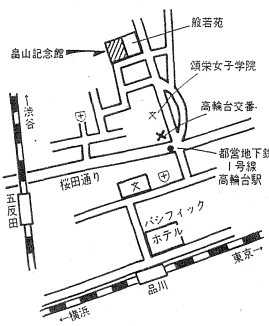 般若苑
畠山記念館
頌栄女子学院
高輪台交番
←渋谷
都営地下鉄
1号線
高輪台駅
桜田通り
五反田
パシフィック
ホテル
東京→
品川
←横浜